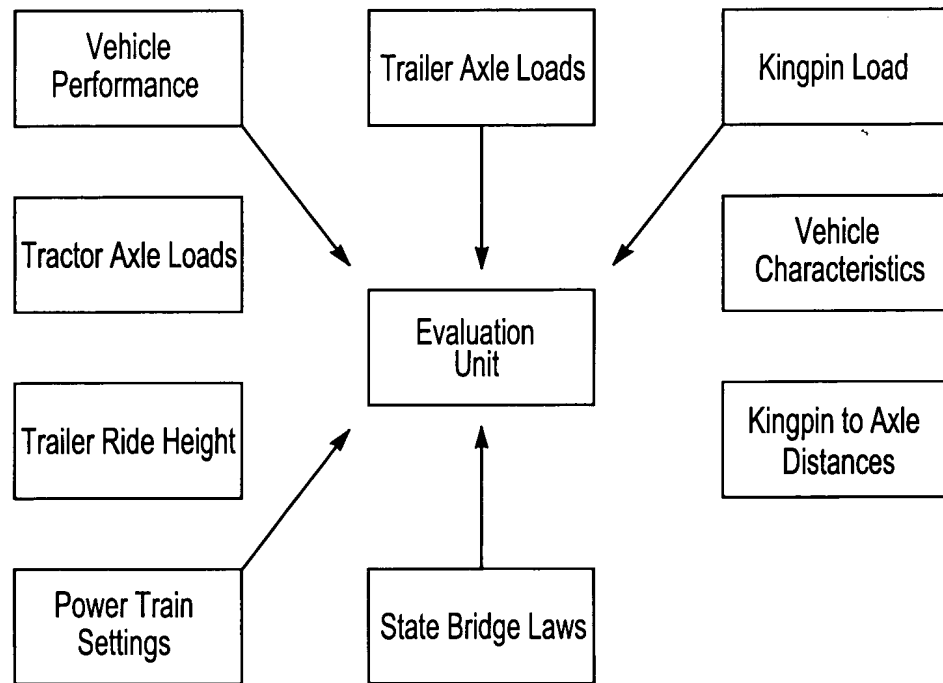 Vehicle
Performance
Trailer Axle Loads
Kingpin Load
Tractor Axle Loads
Vehicle
Characteristics
Evaluation
Unit
Trailer Ride Height
Kingpin to Axle
Distances
Power Train
Settings
State Bridge Laws